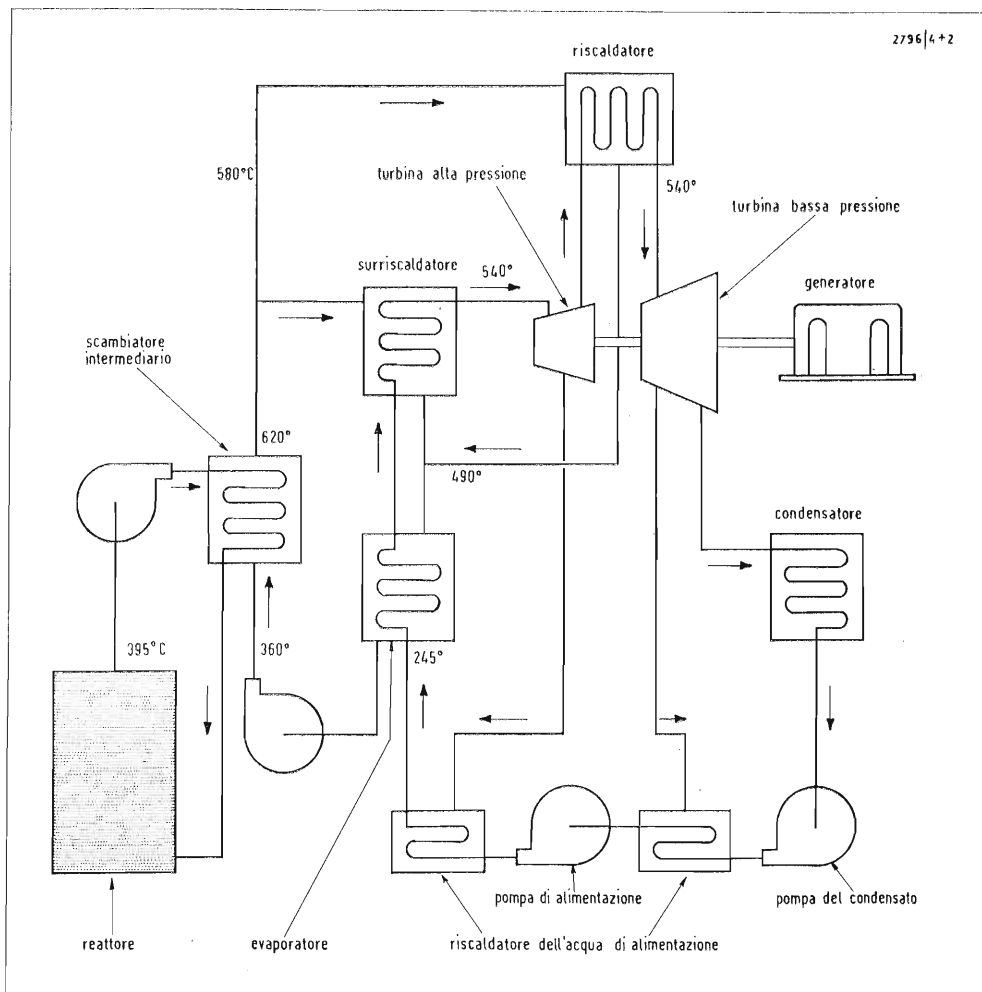 2796/4+2
riscaldatore
580°C
turbina alta pressione
540°
turbina bassa pressione
surriscaldatore
540°
generatore
scambiatore
intermediario
620°
490°
condensatore
395°C
360°
245°
pompa di alimentazione
pompa del condensato
reattore
evaporatore
riscaldatore dell'acqua di alimentazione